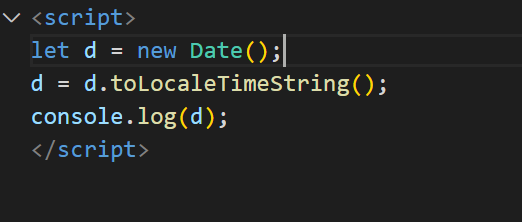 <script>
let d = new Date();
d = d.toLocaleTimeString();
console.log(d);
</script>